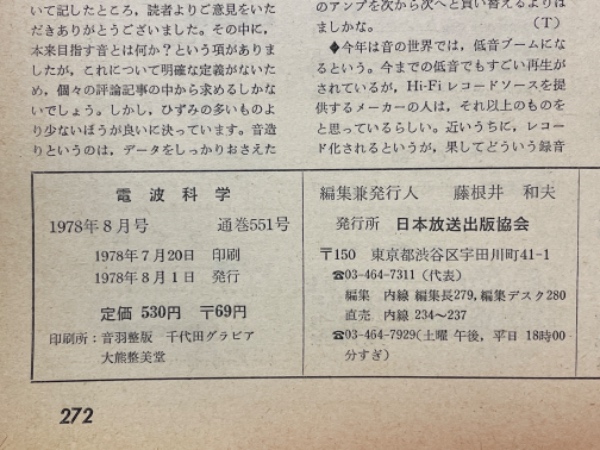 いて記したところ，読者よりご意見をいた
だきありがとうございました。その中に，
本来目指す音とは何か？という項がありま
したが，これについて明確な定義がないた
め，個々の評論記事の中から求めるしかな
いでしょう。しかし，ひずみの多いものよ
り少ないほうが良いに決っています。音造
りというのは，データをしっかりおさえた
のアンプを次から次へと買い替えるよりは
ましかな。（T）
◆今年は音の世界では，低音ブームにな
るという。今までの低音でもすごい再生が
されているが，Hi-Fiレコードソースを提
供するメーカーの人は，それ以上のものを
と思っているらしい。近いうちに，レコー
ド化されるというが，果してどういう録音
電波科学
1978年8月号 通巻551号
1978年7月20日 印刷
1978年8月1日 発行
定価 530円 〒69円
印刷所：音羽整版 千代田グラビア
大熊整美堂
編集兼発行人 藤根井 和夫
発行所 日本放送出版協会
〒150 東京都渋谷区宇田川町41-1
☎03-464-7311（代表）
編集 内線 編集長279，編集デスク280
直売 内線 234〜237
☎03-464-7929（土曜 午後，平日 18時00
分すぎ）
272